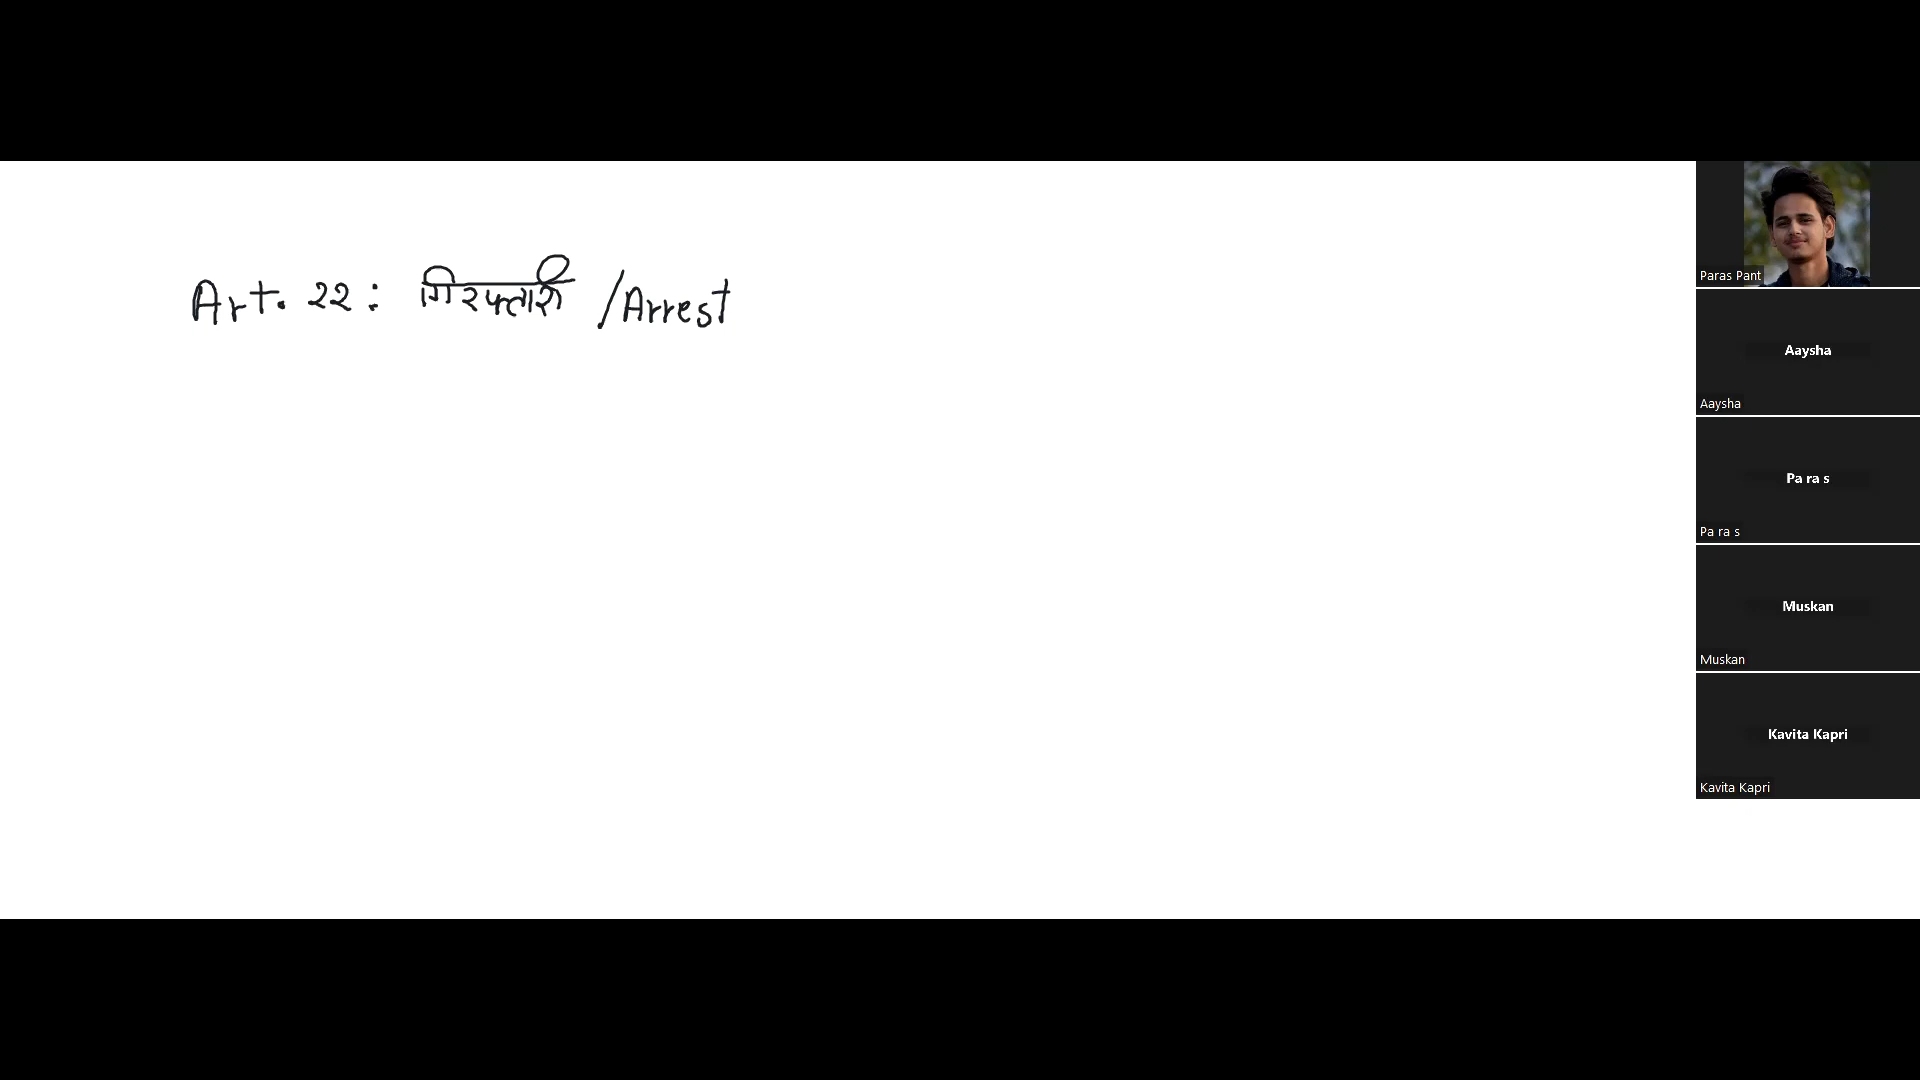 Art. 22 : गिरफ्तारी /Arrest
Paras Pant
Aaysha
Aaysha
Pa ra s
Pa ra s
Muskan
Muskan
Kavita Kapri
Kavita Kapri